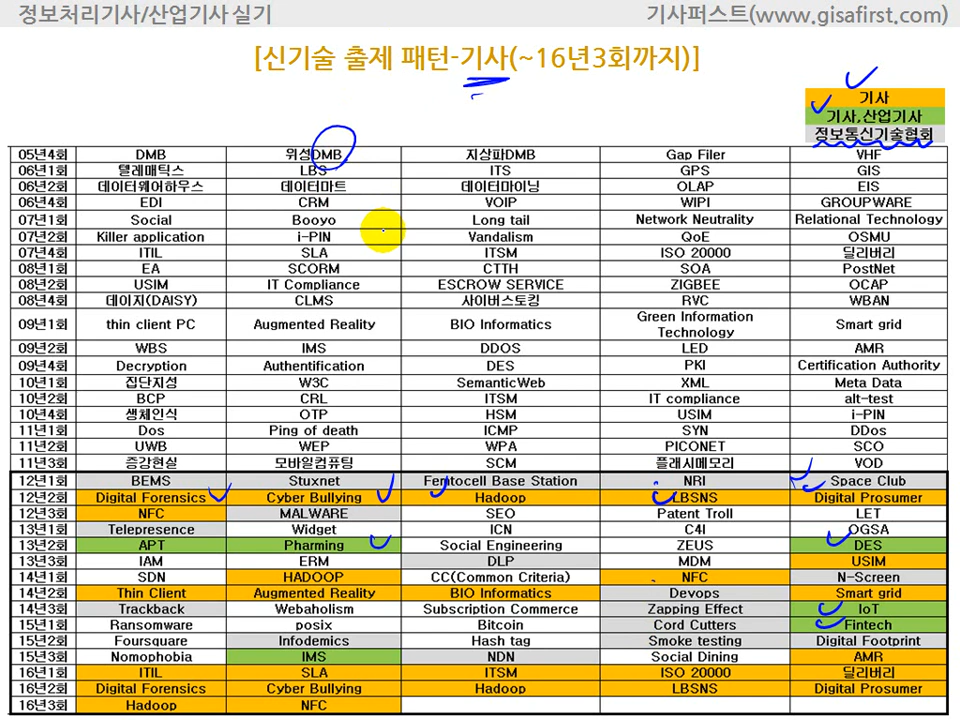 정보처리기사/산업기사 실기 기사퍼스트(www.gisafirst.com)
[신기술 출제 패턴-기사(~16년3회까지)]
기사
기사,산업기사
정보통신기술협회
05년4회 DMB 위성DMB 지상파DMB Gap Filer VHF
06년1회 텔레매틱스 LBS ITS GPS GIS
06년2회 데이터웨어하우스 데이터마트 데이터마이닝 OLAP EIS
06년4회 EDI CRM VOIP WIPI GROUPWARE
07년1회 Social Booyo Long tail Network Neutrality Relational Technology
07년2회 Killer application i-PIN Vandalism QoE OSMU
07년4회 ITIL SLA ITSM ISO 20000 딜리버리
08년1회 EA SCORM CTTH SOA PostNet
08년2회 USIM IT Compliance ESCROW SERVICE ZIGBEE OCAP
08년4회 데이지(DAISY) CLMS 사이버스토킹 RVC WBAN
09년1회 thin client PC Augmented Reality BIO Informatics Green Information Technology Smart grid
09년2회 WBS IMS DDOS LED AMR
09년4회 Decryption Authentification DES PKI Certification Authority
10년1회 집단지성 W3C SemanticWeb XML Meta Data
10년2회 BCP CRL ITSM IT compliance alt-test
10년4회 생체인식 OTP HSM USIM i-PIN
11년1회 Dos Ping of death ICMP SYN DDos
11년2회 UWB WEP WPA PICONET SCO
11년3회 증강현실 모바일컴퓨팅 SCM 플래시메모리 VOD
12년1회 BEMS Stuxnet Femtocell Base Station NRI Space Club
12년2회 Digital Forensics Cyber Bullying Hadoop LBSNS Digital Prosumer
12년3회 NFC MALWARE SEO Patent Troll LET
13년1회 Telepresence Widget ICN C4I OGSA
13년2회 APT Pharming Social Engineering ZEUS DES
13년3회 IAM ERM DLP MDM USIM
14년1회 SDN HADOOP CC(Common Criteria) NFC N-Screen
14년2회 Thin Client Augmented Reality BIO Informatics Devops Smart grid
14년3회 Trackback Webaholism Subscription Commerce Zapping Effect IoT
15년1회 Ransomware posix Bitcoin Cord Cutters Fintech
15년2회 Foursquare Infodemics Hash tag Smoke testing Digital Footprint
15년3회 Nomophobia IMS NDN Social Dining AMR
16년1회 ITIL SLA ITSM ISO 20000 딜리버리
16년2회 Digital Forensics Cyber Bullying Hadoop LBSNS Digital Prosumer
16년3회 Hadoop NFC